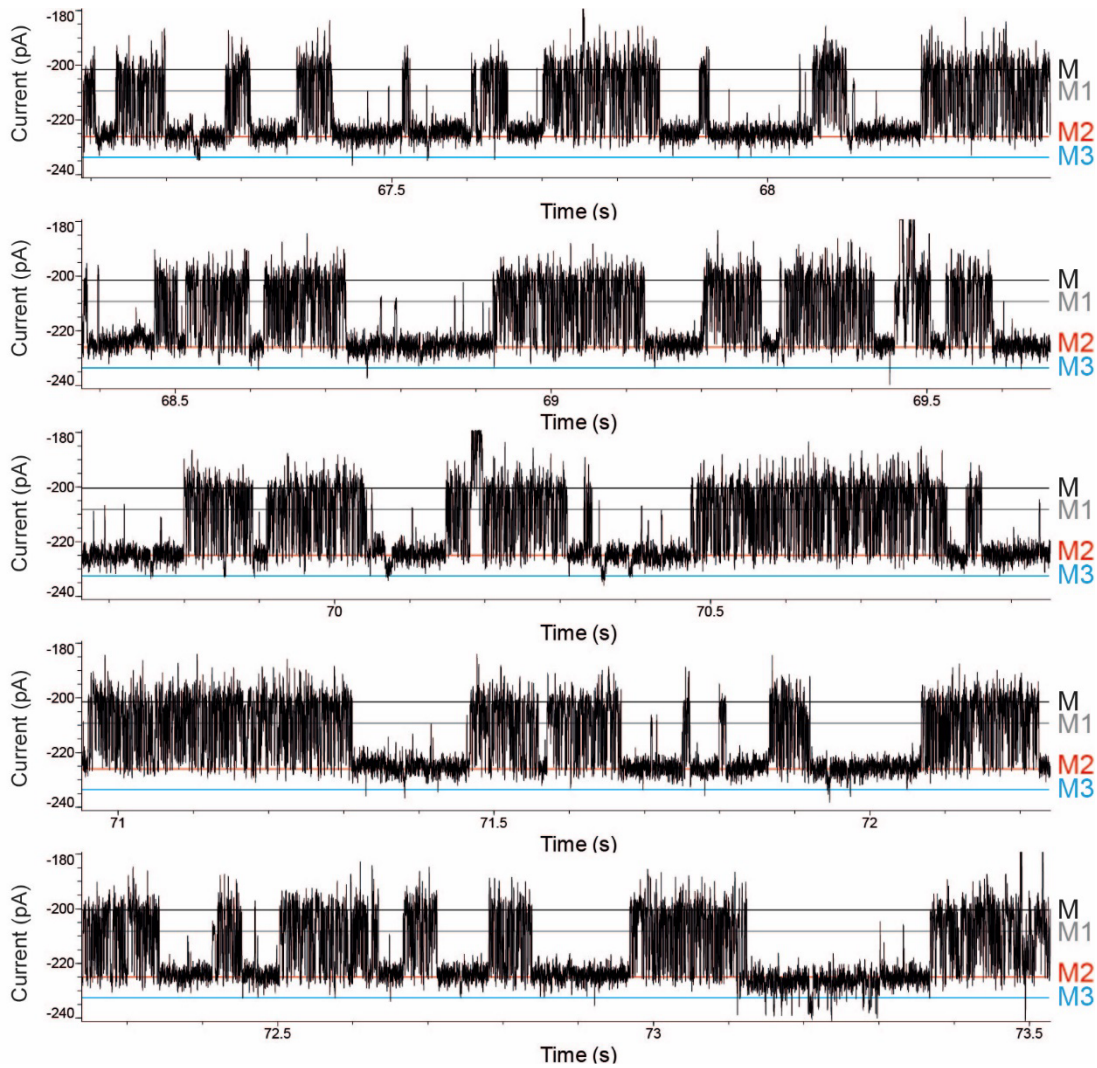 Current (pA)
-180
-200
-220
-240
M
M1
M2
M3
67.5
68
Time (s)
Current (pA)
-180
-200
-220
-240
M
M1
M2
M3
68.5
69
69.5
Time (s)
Current (pA)
-180
-200
-220
-240
M
M1
M2
M3
70
70.5
Time (s)
Current (pA)
-180
-200
-220
-240
M
M1
M2
M3
71
71.5
72
Time (s)
Current (pA)
-180
-200
-220
-240
M
M1
M2
M3
72.5
73
73.5
Time (s)